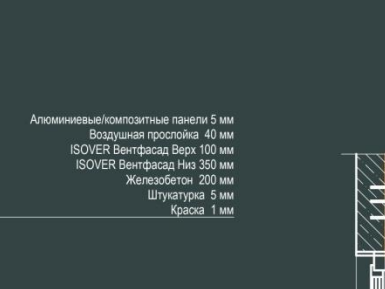 Алюминиевые/композитные панели 5 мм
Воздушная прослойка 40 мм
ISOVER Вентфасад Верх 100 мм
ISOVER Вентфасад Низ 350 мм
Железобетон 200 мм
Штукатурка 5 мм
Краска 1 мм